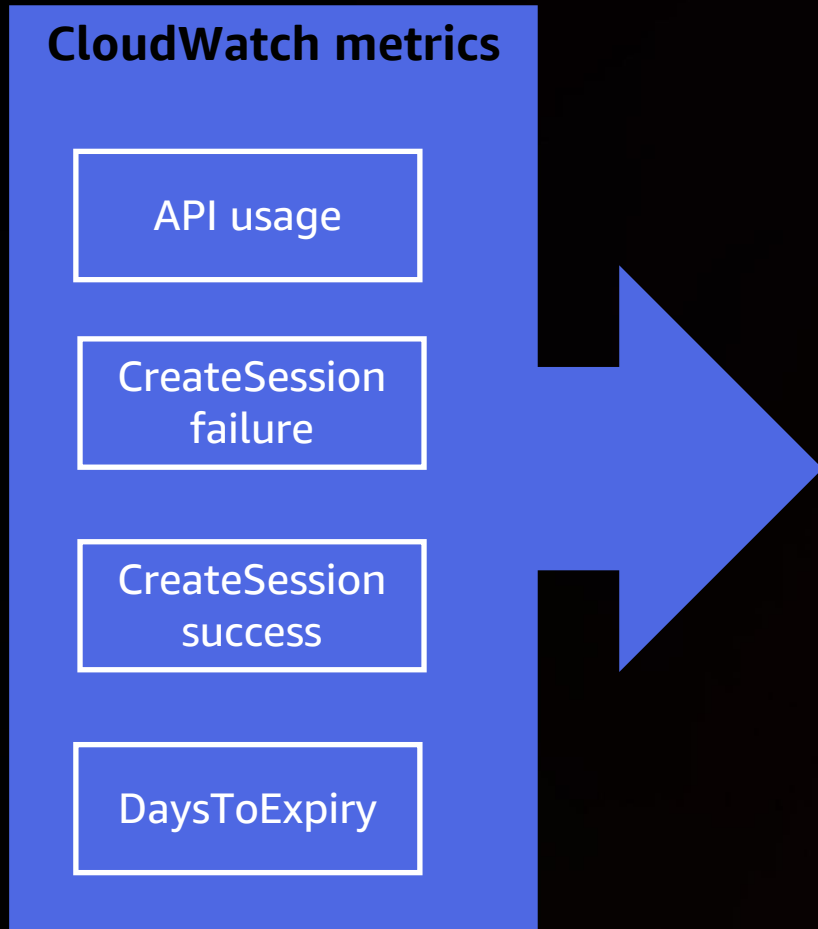 CloudWatch metrics
API usage
CreateSession
failure
CreateSession
success
DaysToExpiry